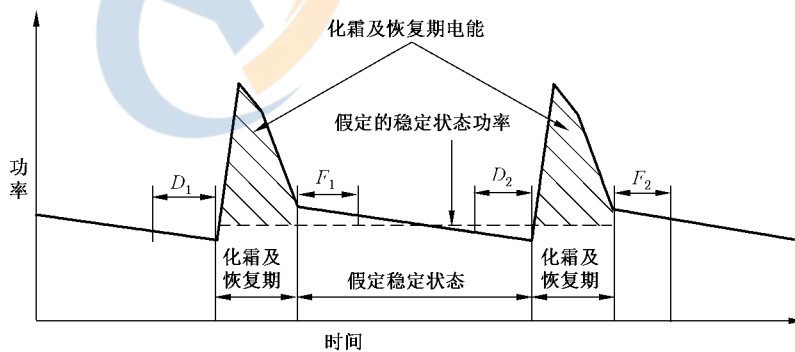 化霜及恢复期电能
假定的稳定状态功率
功
率
D₁
F₁
D₂
F₂
化霜及
恢复期
假定稳定状态
化霜及
恢复期
时间